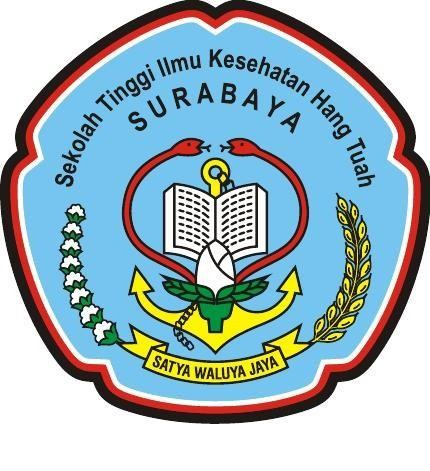 Sekolah Tinggi Ilmu Kesehatan Hang Tuah
SURABAYA
SATYA WALUYA JAYA